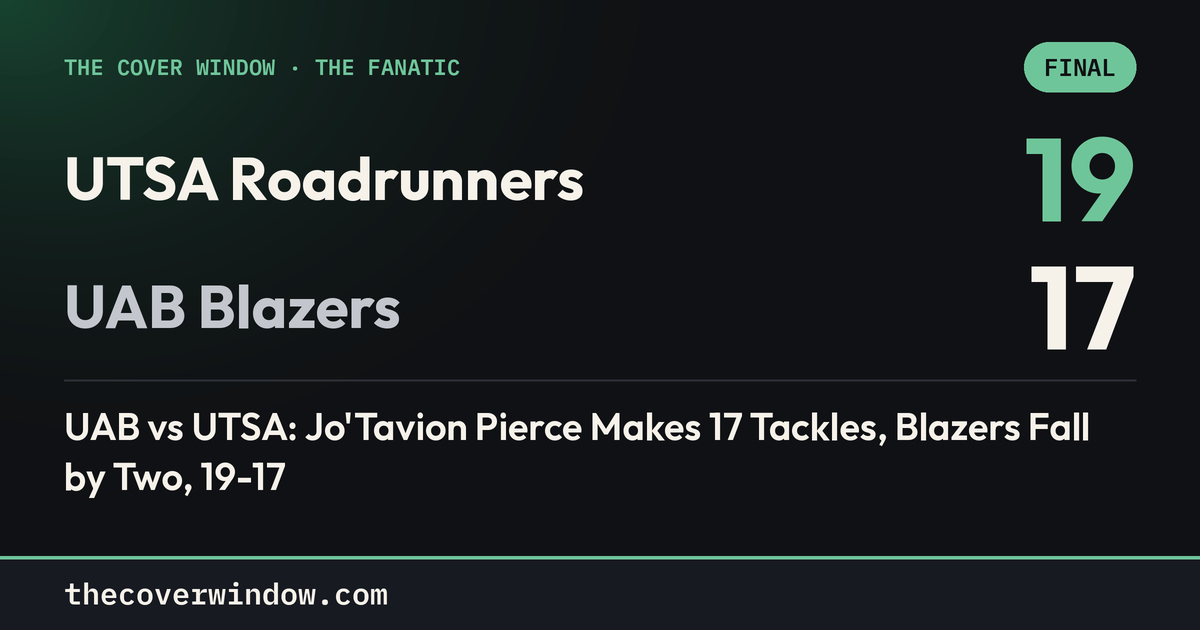 THE COVER WINDOW · THE FANATIC
FINAL
UTSA Roadrunners
19
UAB Blazers
17
UAB vs UTSA: Jo'Tavion Pierce Makes 17 Tackles, Blazers Fall
by Two, 19-17
thecoverwindow.com